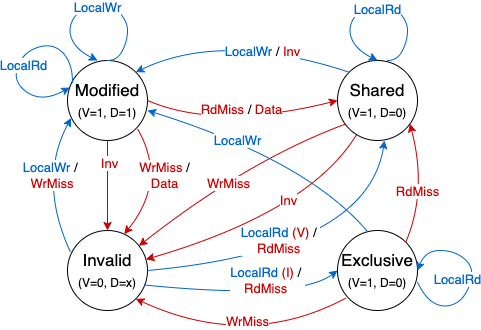 LocalWr
LocalRd
LocalWr / Inv
LocalRd
Modified
(V=1, D=1)
Shared
(V=1, D=0)
RdMiss / Data
LocalWr
Inv
WrMiss /
Data
LocalWr /
WrMiss
WrMiss
RdMiss
Inv
LocalRd (V) /
RdMiss
Invalid
(V=0, D=x)
LocalRd (I) /
RdMiss
Exclusive
(V=1, D=0)
LocalRd
WrMiss